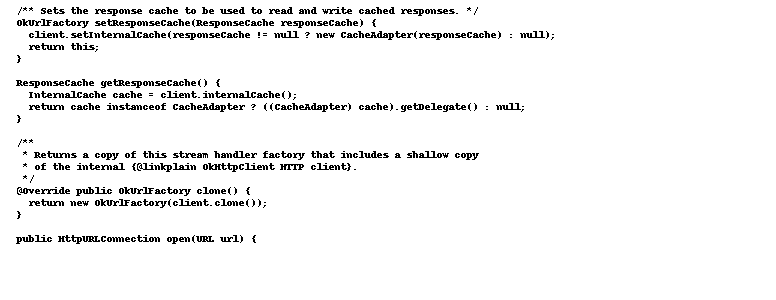 /** Sets the response cache to be used to read and write cached responses. */
OkUrlFactory setResponseCache(ResponseCache responseCache) {
  client.setInternalCache(responseCache != null ? new CacheAdapter(responseCache) : null);
  return this;
}

ResponseCache getResponseCache() {
  InternalCache cache = client.internalCache();
  return cache instanceof CacheAdapter ? ((CacheAdapter) cache).getDelegate() : null;
}

/**
 * Returns a copy of this stream handler factory that includes a shallow copy
 * of the internal {@linkplain OkHttpClient HTTP client}.
 */
@Override public OkUrlFactory clone() {
  return new OkUrlFactory(client.clone());
}

public HttpURLConnection open(URL url) {